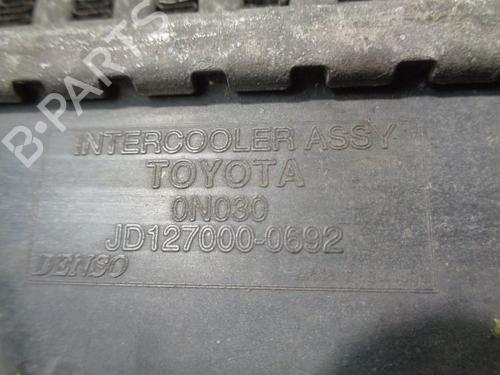 INTERCOOLER ASSY
TOYOTA
0N030
JD127000-0692
DENSO
B-PARTS